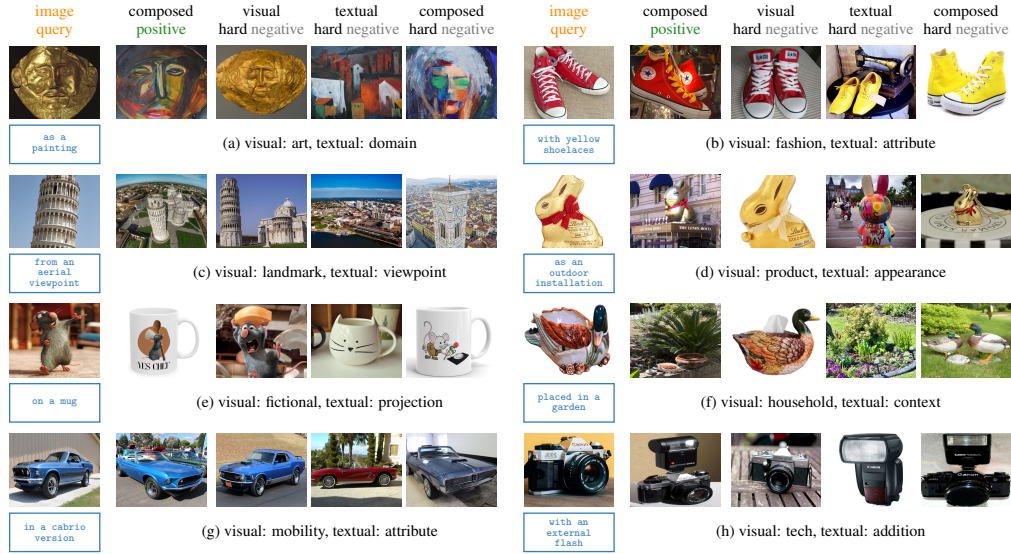 image composed visual textual composed
query positive hard negative hard negative hard negative
image composed visual textual composed
query positive hard negative hard negative hard negative
as a
painting
(a) visual: art, textual: domain
with yellow
shoelaces
(b) visual: fashion, textual: attribute
from an
aerial
viewpoint
(c) visual: landmark, textual: viewpoint
as an
outdoor
installation
(d) visual: product, textual: appearance
YES CHEF
on a mug
(e) visual: fictional, textual: projection
placed in a
garden
(f) visual: household, textual: context
in a cabrio
version
(g) visual: mobility, textual: attribute
Canon
with an
external
flash
(h) visual: tech, textual: addition